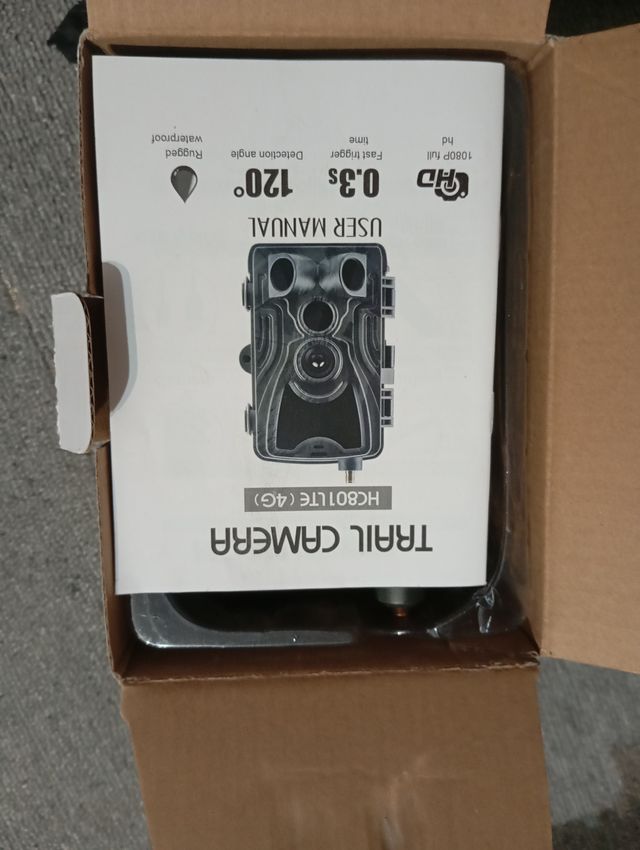 TRAIL CAMERA
HC801LTE (4G)
USER MANUAL
HD
0.3s
120°
1080P full
hd
Fast trigger
time
Detection angle
Rugged
waterproof